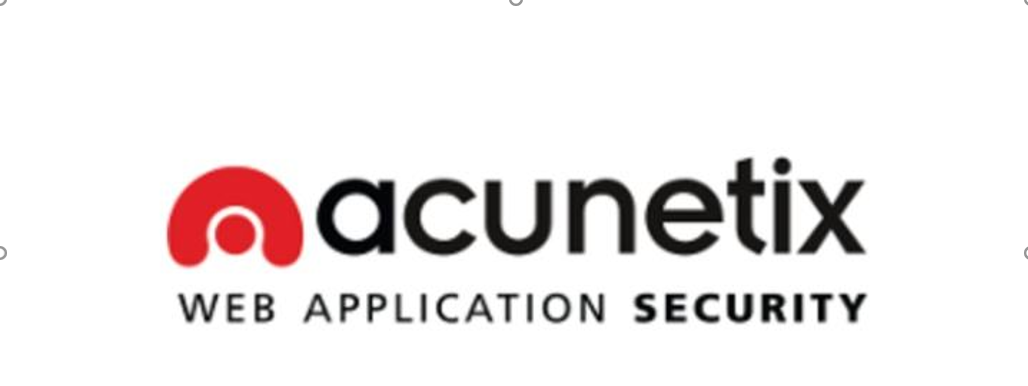 acunetix
WEB APPLICATION SECURITY